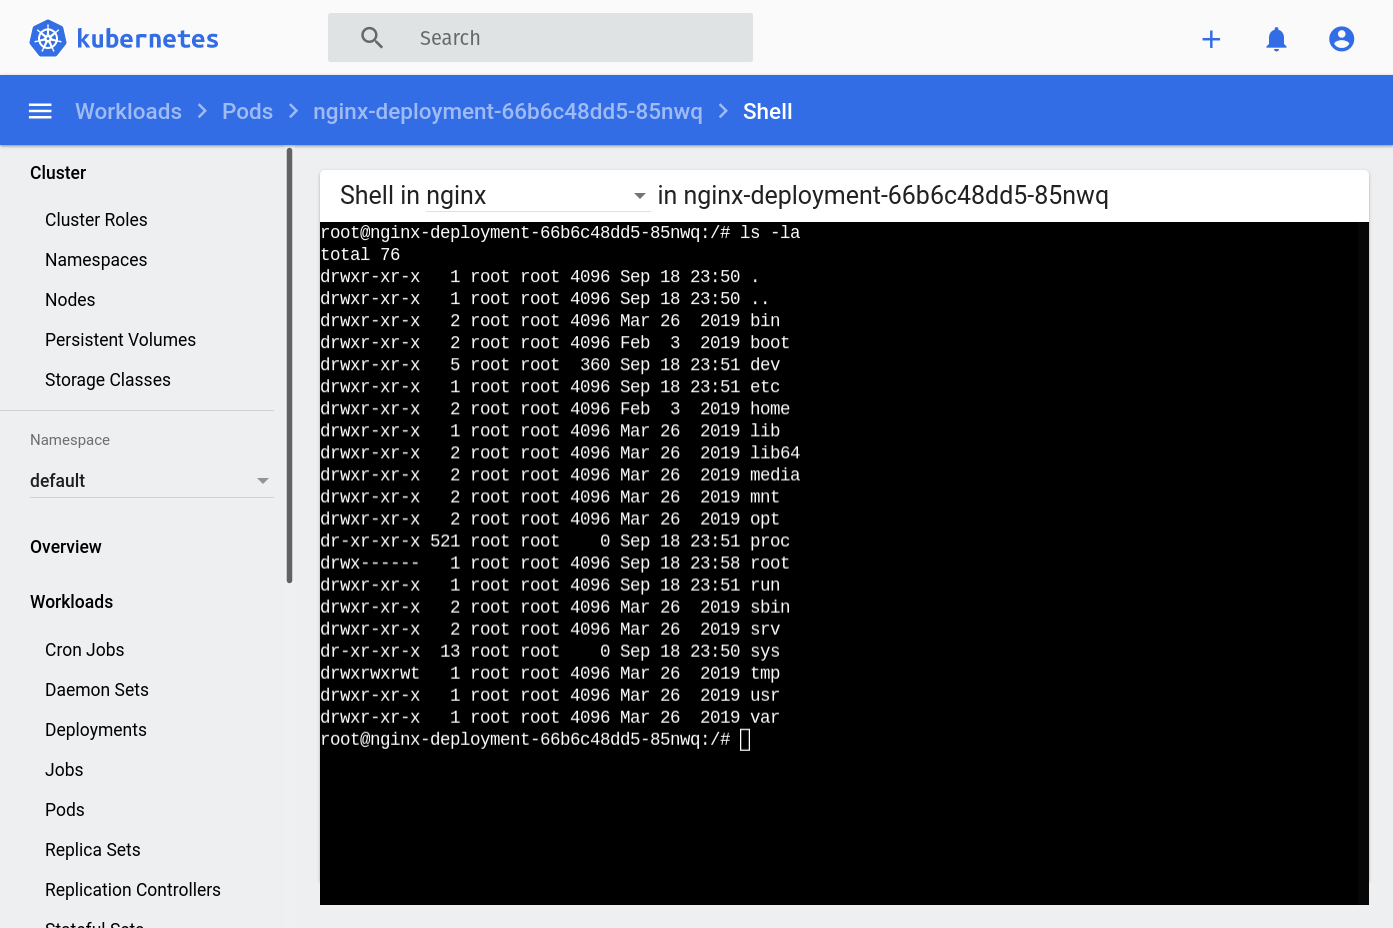 kubernetes
Search
Workloads > Pods > nginx-deployment-66b6c48dd5-85nwq > Shell
Cluster
Cluster Roles
Namespaces
Nodes
Persistent Volumes
Storage Classes
Namespace
default
Overview
Workloads
Cron Jobs
Daemon Sets
Deployments
Jobs
Pods
Replica Sets
Replication Controllers
Stateful Sets
Shell in nginx in nginx-deployment-66b6c48dd5-85nwq
root@nginx-deployment-66b6c48dd5-85nwq:/# ls -la
total 76
drwxr-xr-x   1 root root 4096 Sep 18 23:50 .
drwxr-xr-x   1 root root 4096 Sep 18 23:50 ..
drwxr-xr-x   2 root root 4096 Mar 26  2019 bin
drwxr-xr-x   2 root root 4096 Feb  3  2019 boot
drwxr-xr-x   5 root root  360 Sep 18 23:51 dev
drwxr-xr-x   1 root root 4096 Sep 18 23:51 etc
drwxr-xr-x   2 root root 4096 Feb  3  2019 home
drwxr-xr-x   1 root root 4096 Mar 26  2019 lib
drwxr-xr-x   2 root root 4096 Mar 26  2019 lib64
drwxr-xr-x   2 root root 4096 Mar 26  2019 media
drwxr-xr-x   2 root root 4096 Mar 26  2019 mnt
drwxr-xr-x   2 root root 4096 Mar 26  2019 opt
dr-xr-xr-x 521 root root    0 Sep 18 23:51 proc
drwx------   1 root root 4096 Sep 18 23:58 root
drwxr-xr-x   1 root root 4096 Sep 18 23:51 run
drwxr-xr-x   2 root root 4096 Mar 26  2019 sbin
drwxr-xr-x   2 root root 4096 Mar 26  2019 srv
dr-xr-xr-x  13 root root    0 Sep 18 23:50 sys
drwxrwxrwt   1 root root 4096 Mar 26  2019 tmp
drwxr-xr-x   1 root root 4096 Mar 26  2019 usr
drwxr-xr-x   1 root root 4096 Mar 26  2019 var
root@nginx-deployment-66b6c48dd5-85nwq:/#